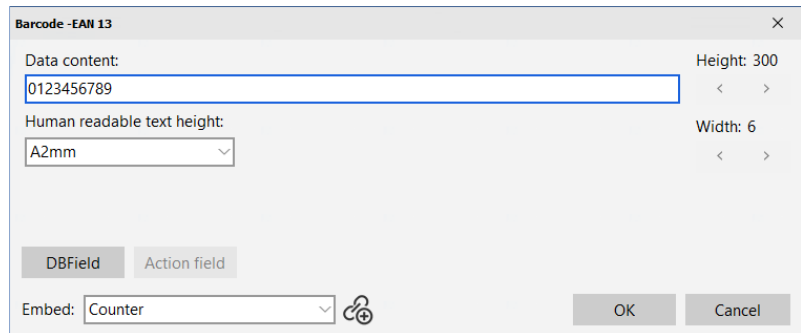 Barcode -EAN 13
Data content:
Height: 300
0123456789
Human readable text height:
Width: 6
A2mm
DBField
Action field
Embed:
Counter
OK
Cancel